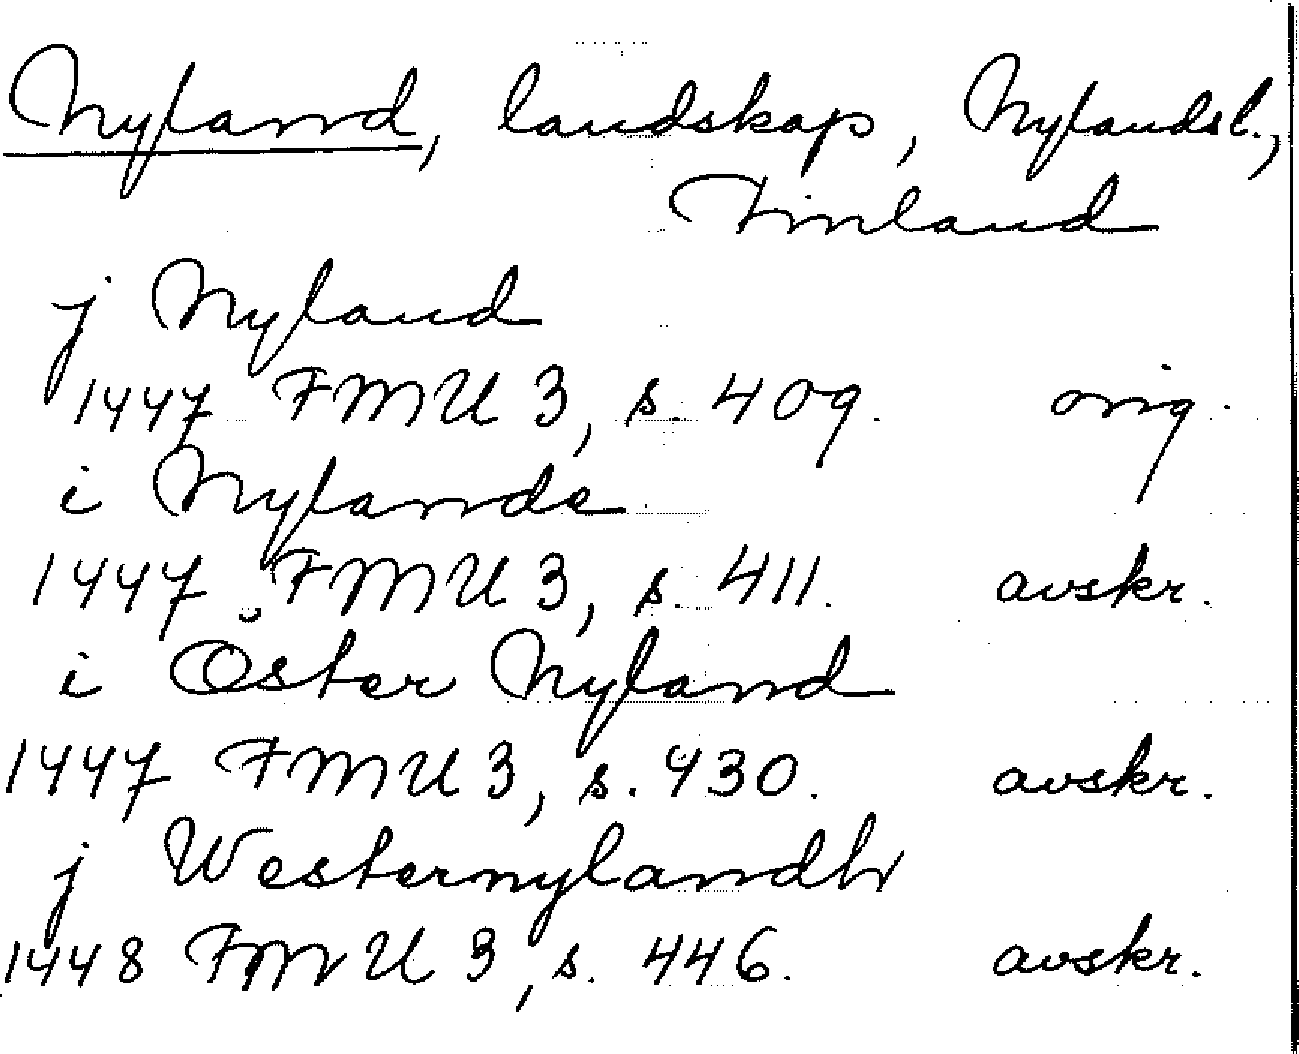 Nyland, landskap, Nylandsl.,
Finland
j Nyland
1447 FMU 3, s. 409. orig.
i Nylande
1447 FMU 3, s. 411. avskr.
i Öster Nyland
1447 FMU 3, s. 430. avskr.
j Westernylandh
1448 FMU 3, s. 446. avskr.